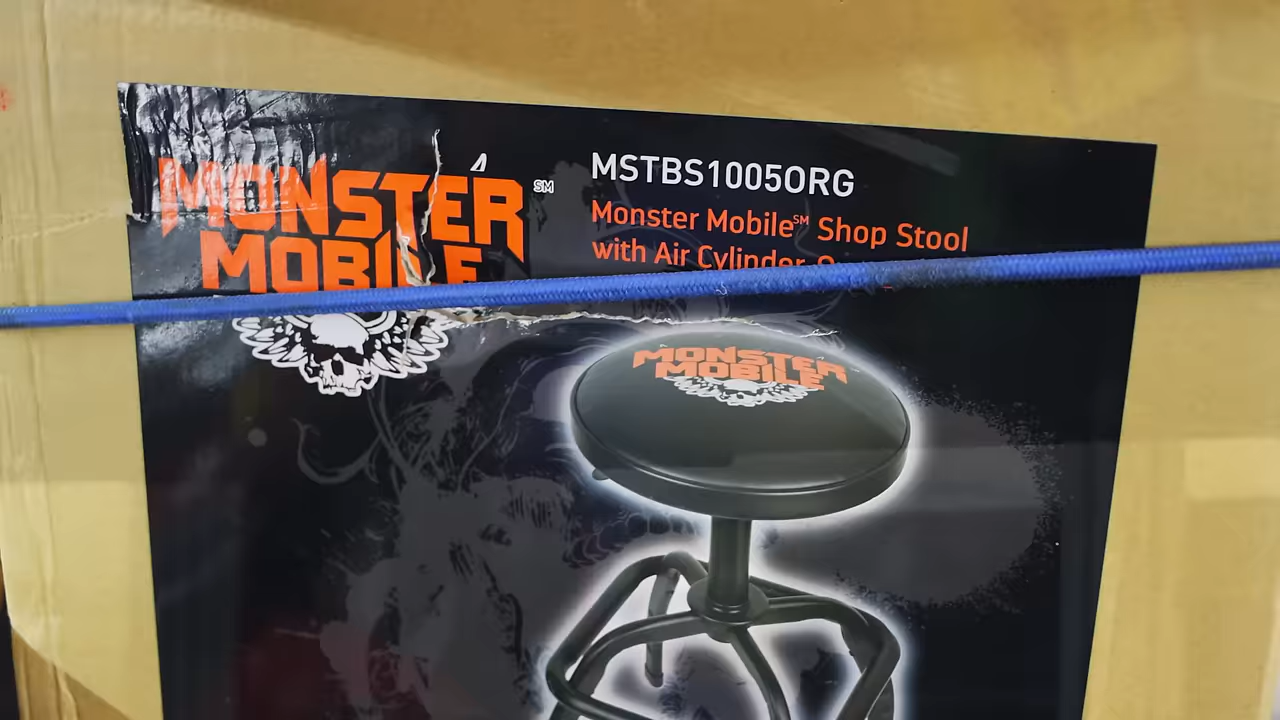 MONSTER
MOBILE
SM
MSTBS1005ORG
Monster Mobile℠ Shop Stool
with Air Cylinder
MONSTER
MOBILE